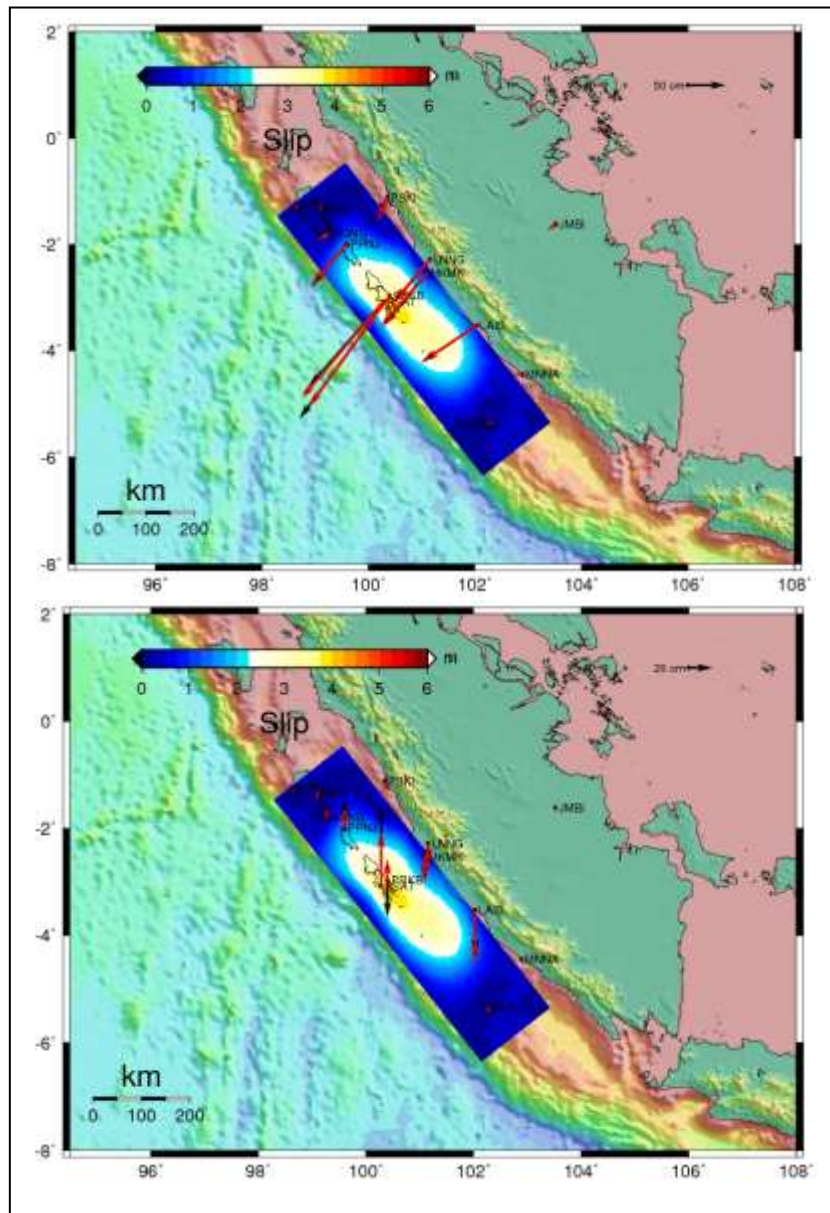 2°
0°
-2°
-4°
-6°
-8°
0 1 2 3 4 5 6 m
Slip
50 cm
PSKI
JMBI
PPNJ
LNNG
MKMK
LAIS
MNNA
km
0 100 200
96° 98° 100° 102° 104° 106° 108°
2°
0°
-2°
-4°
-6°
-8°
0 1 2 3 4 5 6 m
Slip
25 cm
PSKI
JMBI
PPNJ
LNNG
MKMK
PRKB
LAIS
MNNA
km
0 100 200
96° 98° 100° 102° 104° 106° 108°